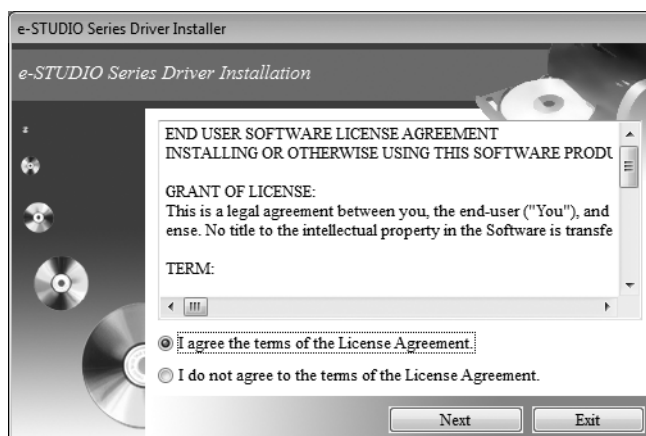 e-STUDIO Series Driver Installer
e-STUDIO Series Driver Installation
END USER SOFTWARE LICENSE AGREEMENT
INSTALLING OR OTHERWISE USING THIS SOFTWARE PRODU
GRANT OF LICENSE:
This is a legal agreement between you, the end-user ("You"), and
ense. No title to the intellectual property in the Software is transfe
TERM:
I agree the terms of the License Agreement.
I do not agree to the terms of the License Agreement.
Next
Exit